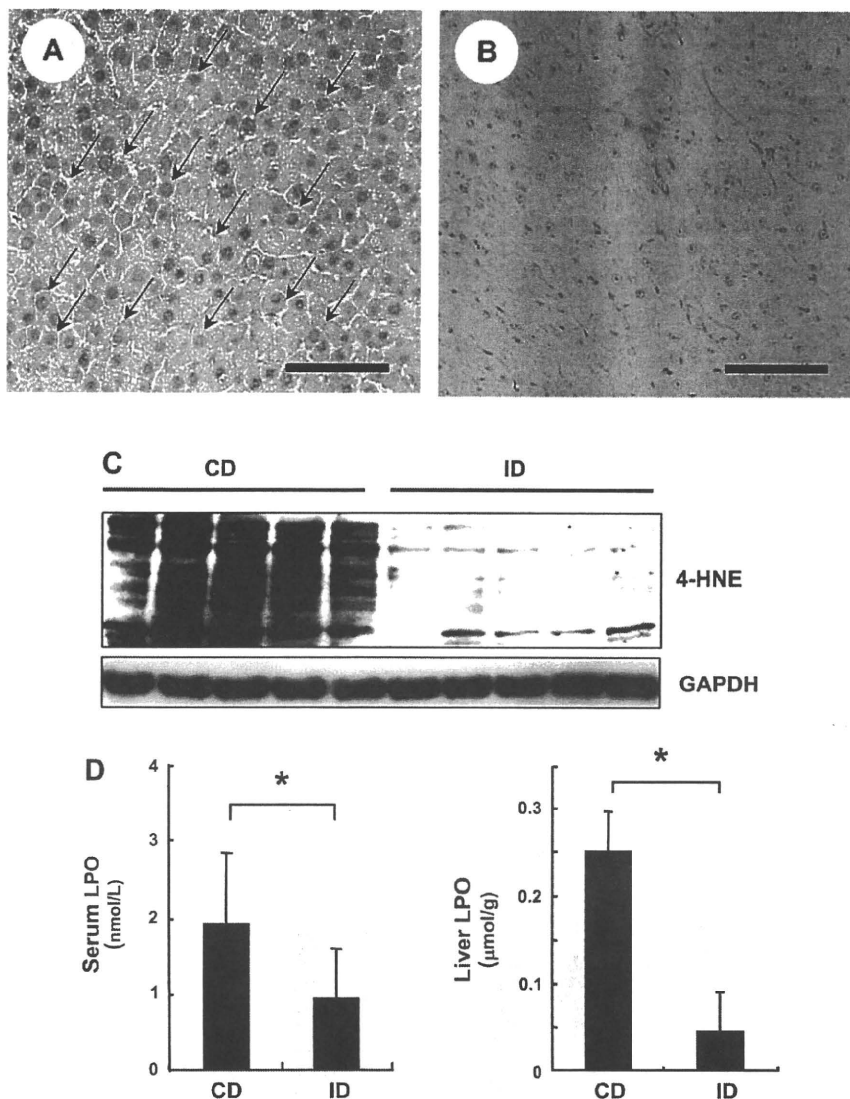 A
B
C
CD
ID
4-HNE
GAPDH
D
Serum LPO
(nmol/L)
4
3
2
1
0
CD
ID
*
Liver LPO
(μmol/g)
0.3
0.2
0.1
0
CD
ID
*